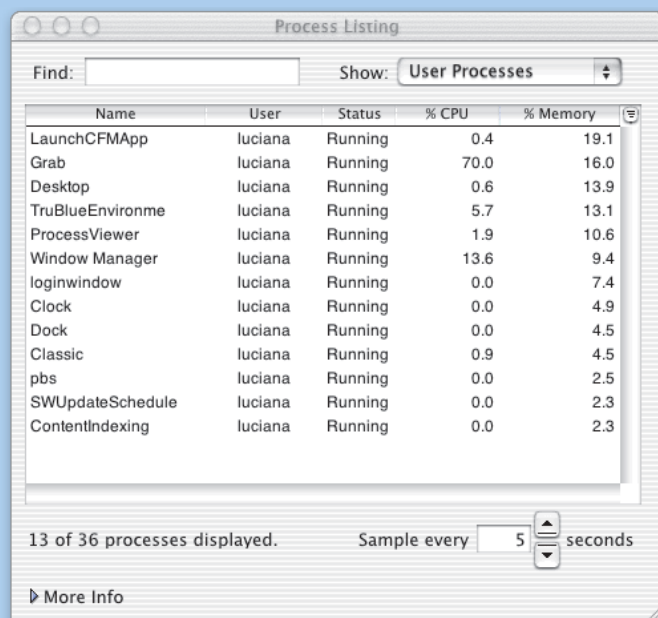 Process Listing
Find: Show: User Processes
Name User Status % CPU % Memory
LaunchCFMApp luciana Running 0.4 19.1
Grab luciana Running 70.0 16.0
Desktop luciana Running 0.6 13.9
TruBlueEnvironme luciana Running 5.7 13.1
ProcessViewer luciana Running 1.9 10.6
Window Manager luciana Running 13.6 9.4
loginwindow luciana Running 0.0 7.4
Clock luciana Running 0.0 4.9
Dock luciana Running 0.0 4.5
Classic luciana Running 0.9 4.5
pbs luciana Running 0.0 2.5
SWUpdateSchedule luciana Running 0.0 2.3
ContentIndexing luciana Running 0.0 2.3
13 of 36 processes displayed. Sample every 5 seconds
More Info